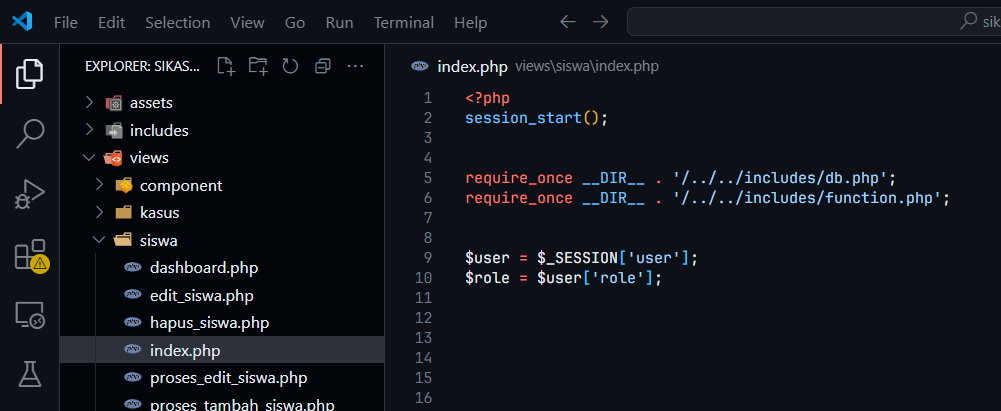 File Edit Selection View Go Run Terminal Help
sik
EXPLORER: SIKAS...
assets
includes
views
component
kasus
siswa
dashboard.php
edit_siswa.php
hapus_siswa.php
index.php
proses_edit_siswa.php
proses_tambah_siswa.php
index.php views\siswa\index.php
1 <?php
2 session_start();
3
4
5 require_once __DIR__ . '/../../includes/db.php';
6 require_once __DIR__ . '/../../includes/function.php';
7
8
9 $user = $_SESSION['user'];
10 $role = $user['role'];
11
12
13
14
15
16